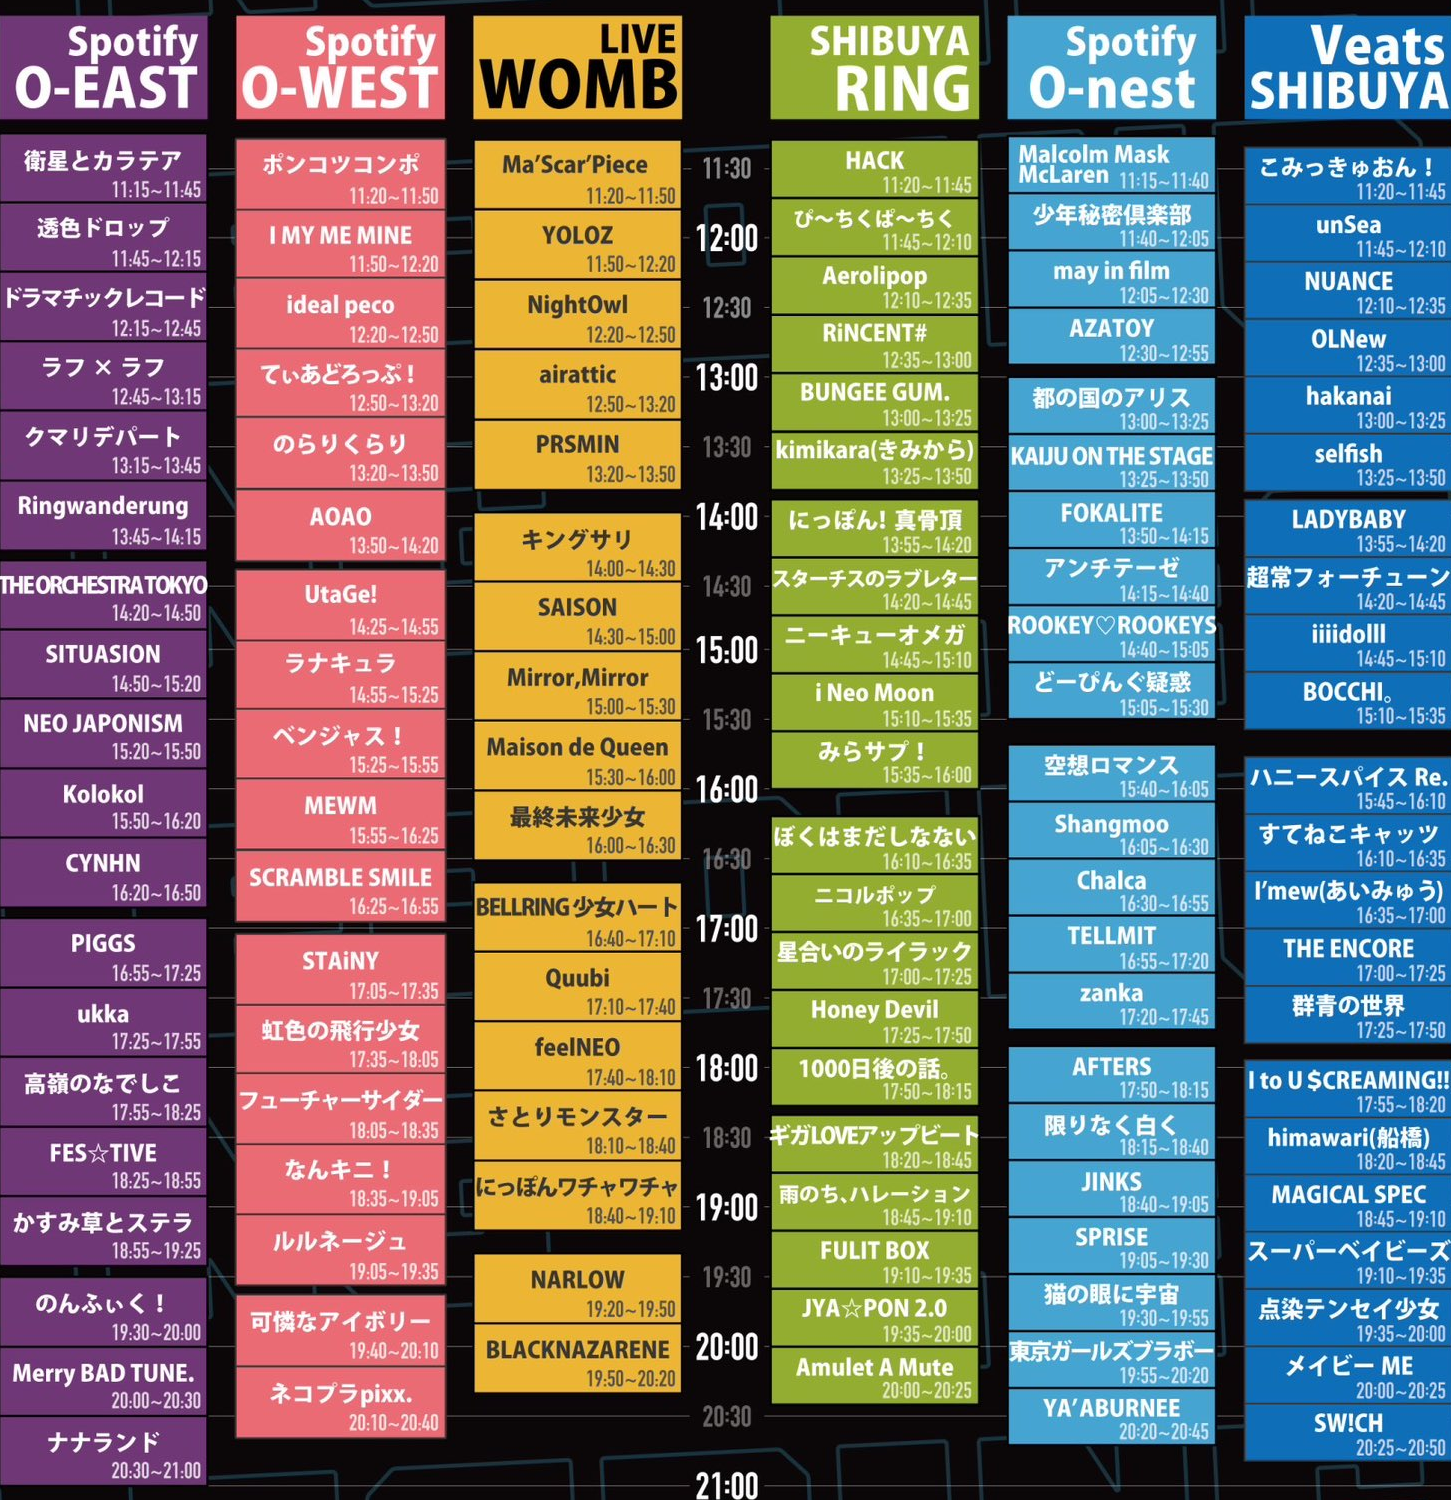 Spotify
O-EAST
衛星とカラテア
11:15~11:45
透色ドロップ
11:45~12:15
ドラマチックレコード
12:15~12:45
ラフ × ラフ
12:45~13:15
クマリデパート
13:15~13:45
Ringwanderung
13:45~14:15
THE ORCHESTRA TOKYO
14:20~14:50
SITUASION
14:50~15:20
NEO JAPONISM
15:20~15:50
Kolokol
15:50~16:20
CYNHN
16:20~16:50
PIGGS
16:55~17:25
ukka
17:25~17:55
高嶺のなでしこ
17:55~18:25
FES☆TIVE
18:25~18:55
かすみ草とステラ
18:55~19:25
のんふぃく！
19:30~20:00
Merry BAD TUNE.
20:00~20:30
ナナランド
20:30~21:00
Spotify
O-WEST
ポンコツコンポ
11:20~11:50
I MY ME MINE
11:50~12:20
ideal peco
12:20~12:50
てぃあどろっぷ！
12:50~13:20
のらりくらり
13:20~13:50
AOAO
13:50~14:20
UtaGe!
14:25~14:55
ラナキュラ
14:55~15:25
ベンジャス！
15:25~15:55
MEWM
15:55~16:25
SCRAMBLE SMILE
16:25~16:55
STAiNY
17:05~17:35
虹色の飛行少女
17:35~18:05
フューチャーサイダー
18:05~18:35
なんキニ！
18:35~19:05
ルルネージュ
19:05~19:35
可憐なアイボリー
19:40~20:10
ネコプラpixx.
20:10~20:40
LIVE
WOMB
Ma'Scar'Piece
11:20~11:50
YOLOZ
11:50~12:20
NightOwl
12:20~12:50
airattic
12:50~13:20
PRSMIN
13:20~13:50
キングサリ
14:00~14:30
SAISON
14:30~15:00
Mirror,Mirror
15:00~15:30
Maison de Queen
15:30~16:00
最終未来少女
16:00~16:30
BELLRING 少女ハート
16:40~17:10
Quubi
17:10~17:40
feelNEO
17:40~18:10
さとりモンスター
18:10~18:40
にっぽんワチャワチャ
18:40~19:10
NARLOW
19:20~19:50
BLACKNAZARENE
19:50~20:20
11:30
12:00
12:30
13:00
13:30
14:00
14:30
15:00
15:30
16:00
16:30
17:00
17:30
18:00
18:30
19:00
19:30
20:00
20:30
21:00
SHIBUYA
RING
HACK
11:20~11:45
ぴ〜ちくぱ〜ちく
11:45~12:10
Aerolipop
12:10~12:35
RiNCENT#
12:35~13:00
BUNGEE GUM.
13:00~13:25
kimikara(きみから)
13:25~13:50
にっぽん! 真骨頂
13:55~14:20
スターチスのラブレター
14:20~14:45
ニーキューオメガ
14:45~15:10
i Neo Moon
15:10~15:35
みらサプ！
15:35~16:00
ぼくはまだしなない
16:10~16:35
ニコルポップ
16:35~17:00
星合いのライラック
17:00~17:25
Honey Devil
17:25~17:50
1000日後の話。
17:50~18:15
ギガLOVEアップビート
18:20~18:45
雨のち、ハレーション
18:45~19:10
FULIT BOX
19:10~19:35
JYA☆PON 2.0
19:35~20:00
Amulet A Mute
20:00~20:25
Spotify
O-nest
Malcolm Mask
McLaren 11:15~11:40
少年秘密倶楽部
11:40~12:05
may in film
12:05~12:30
AZATOY
12:30~12:55
都の国のアリス
13:00~13:25
KAIJU ON THE STAGE
13:25~13:50
FOKALITE
13:50~14:15
アンチテーゼ
14:15~14:40
ROOKEY♡ROOKEYS
14:40~15:05
どーぴんぐ疑惑
15:05~15:30
空想ロマンス
15:40~16:05
Shangmoo
16:05~16:30
Chalca
16:30~16:55
TELLMIT
16:55~17:20
zanka
17:20~17:45
AFTERS
17:50~18:15
限りなく白く
18:15~18:40
JINKS
18:40~19:05
SPRISE
19:05~19:30
猫の眼に宇宙
19:30~19:55
東京ガールズブラボー
19:55~20:20
YA'ABURNEE
20:20~20:45
Veats
SHIBUYA
こみっきゅおん！
11:20~11:45
unSea
11:45~12:10
NUANCE
12:10~12:35
OLNew
12:35~13:00
hakanai
13:00~13:25
selfish
13:25~13:50
LADYBABY
13:55~14:20
超常フォーチューン
14:20~14:45
iiiidolll
14:45~15:10
BOCCHI。
15:10~15:35
ハニースパイス Re.
15:45~16:10
すてねこキャッツ
16:10~16:35
I'mew(あいみゅう)
16:35~17:00
THE ENCORE
17:00~17:25
群青の世界
17:25~17:50
I to U $CREAMING!!
17:55~18:20
himawari(船橋)
18:20~18:45
MAGICAL SPEC
18:45~19:10
スーパーベイビーズ
19:10~19:35
点染テンセイ少女
19:35~20:00
メイビー ME
20:00~20:25
SW!CH
20:25~20:50